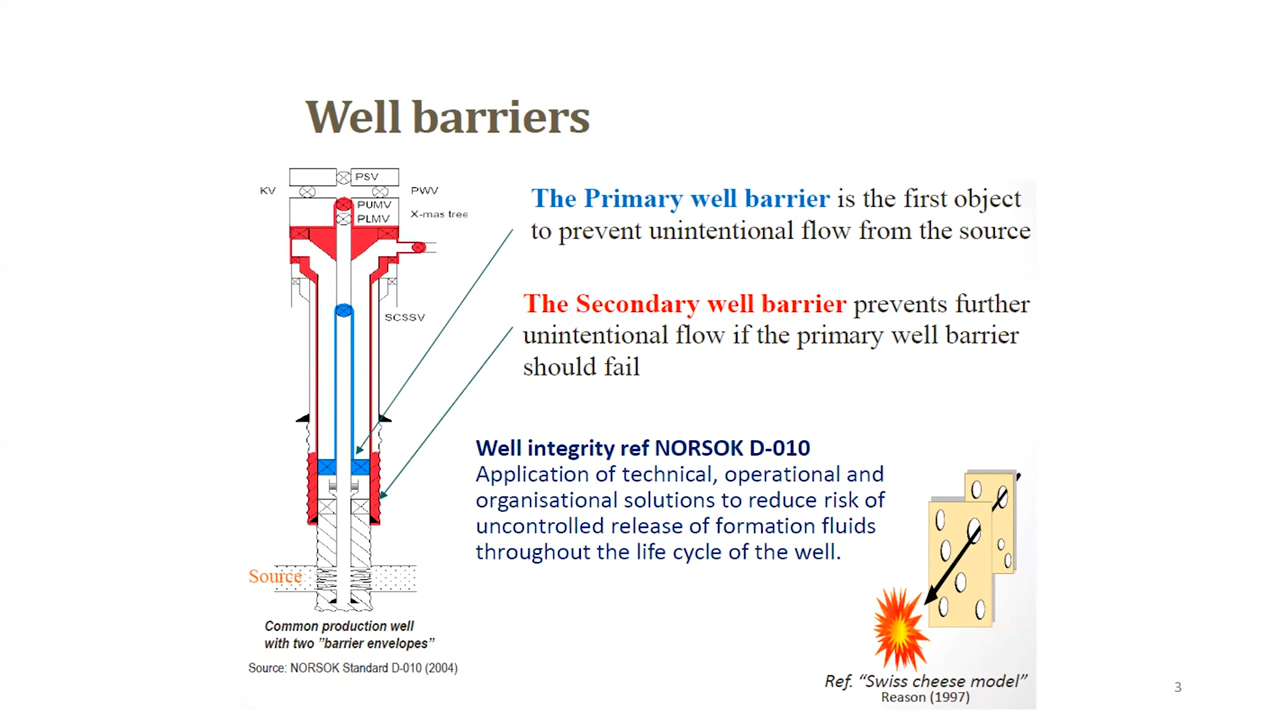 Well barriers
PSV
KV
PWV
PUMV
PLMV
X-mas tree
SCSSV
Source
Common production well
with two "barrier envelopes"
Source: NORSOK Standard D-010 (2004)
The Primary well barrier is the first object
to prevent unintentional flow from the source
The Secondary well barrier prevents further
unintentional flow if the primary well barrier
should fail
Well integrity ref NORSOK D-010
Application of technical, operational and
organisational solutions to reduce risk of
uncontrolled release of formation fluids
throughout the life cycle of the well.
Ref. “Swiss cheese model”
Reason (1997)
3